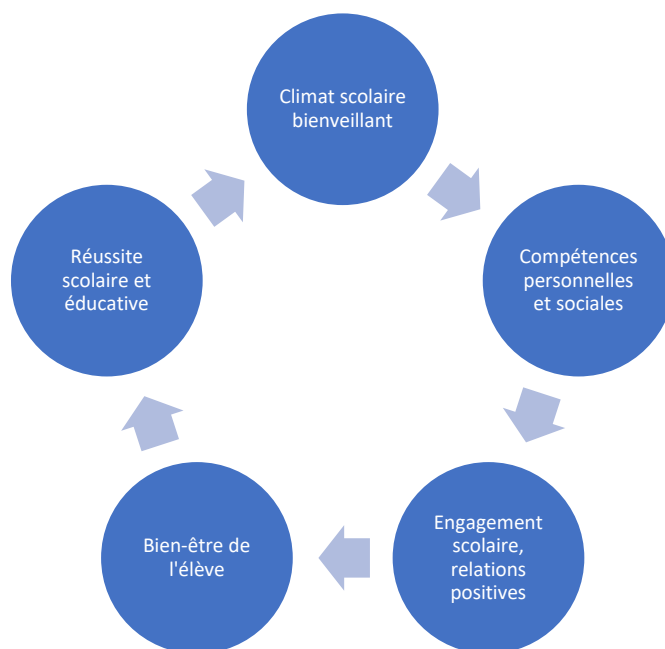 Climat scolaire
bienveillant
Compétences
personnelles
et sociales
Engagement
scolaire,
relations
positives
Bien-être de
l'élève
Réussite
scolaire et
éducative